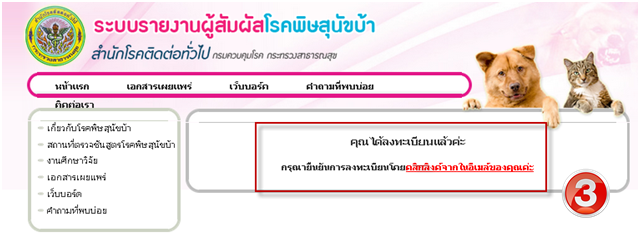 ระบบรายงานผู้สัมผัสโรคพิษสุนัขบ้า
สำนักโรคติดต่อทั่วไป กรมควบคุมโรค กระทรวงสาธารณสุข
หน้าแรก เอกสารเผยแพร่ เว็บบอร์ด คำถามที่พบบ่อย
ติดต่อเรา
เกี่ยวกับโรคพิษสุนัขบ้า
สถานที่ตรวจชันสูตรโรคพิษสุนัขบ้า
งานศึกษาวิจัย
เอกสารเผยแพร่
เว็บบอร์ด
คำถามที่พบบ่อย
คุณได้ลงทะเบียนแล้วค่ะ
กรุณายืนยันการลงทะเบียนโดยคลิกลิงค์จากในอีเมล์ของคุณค่ะ
3